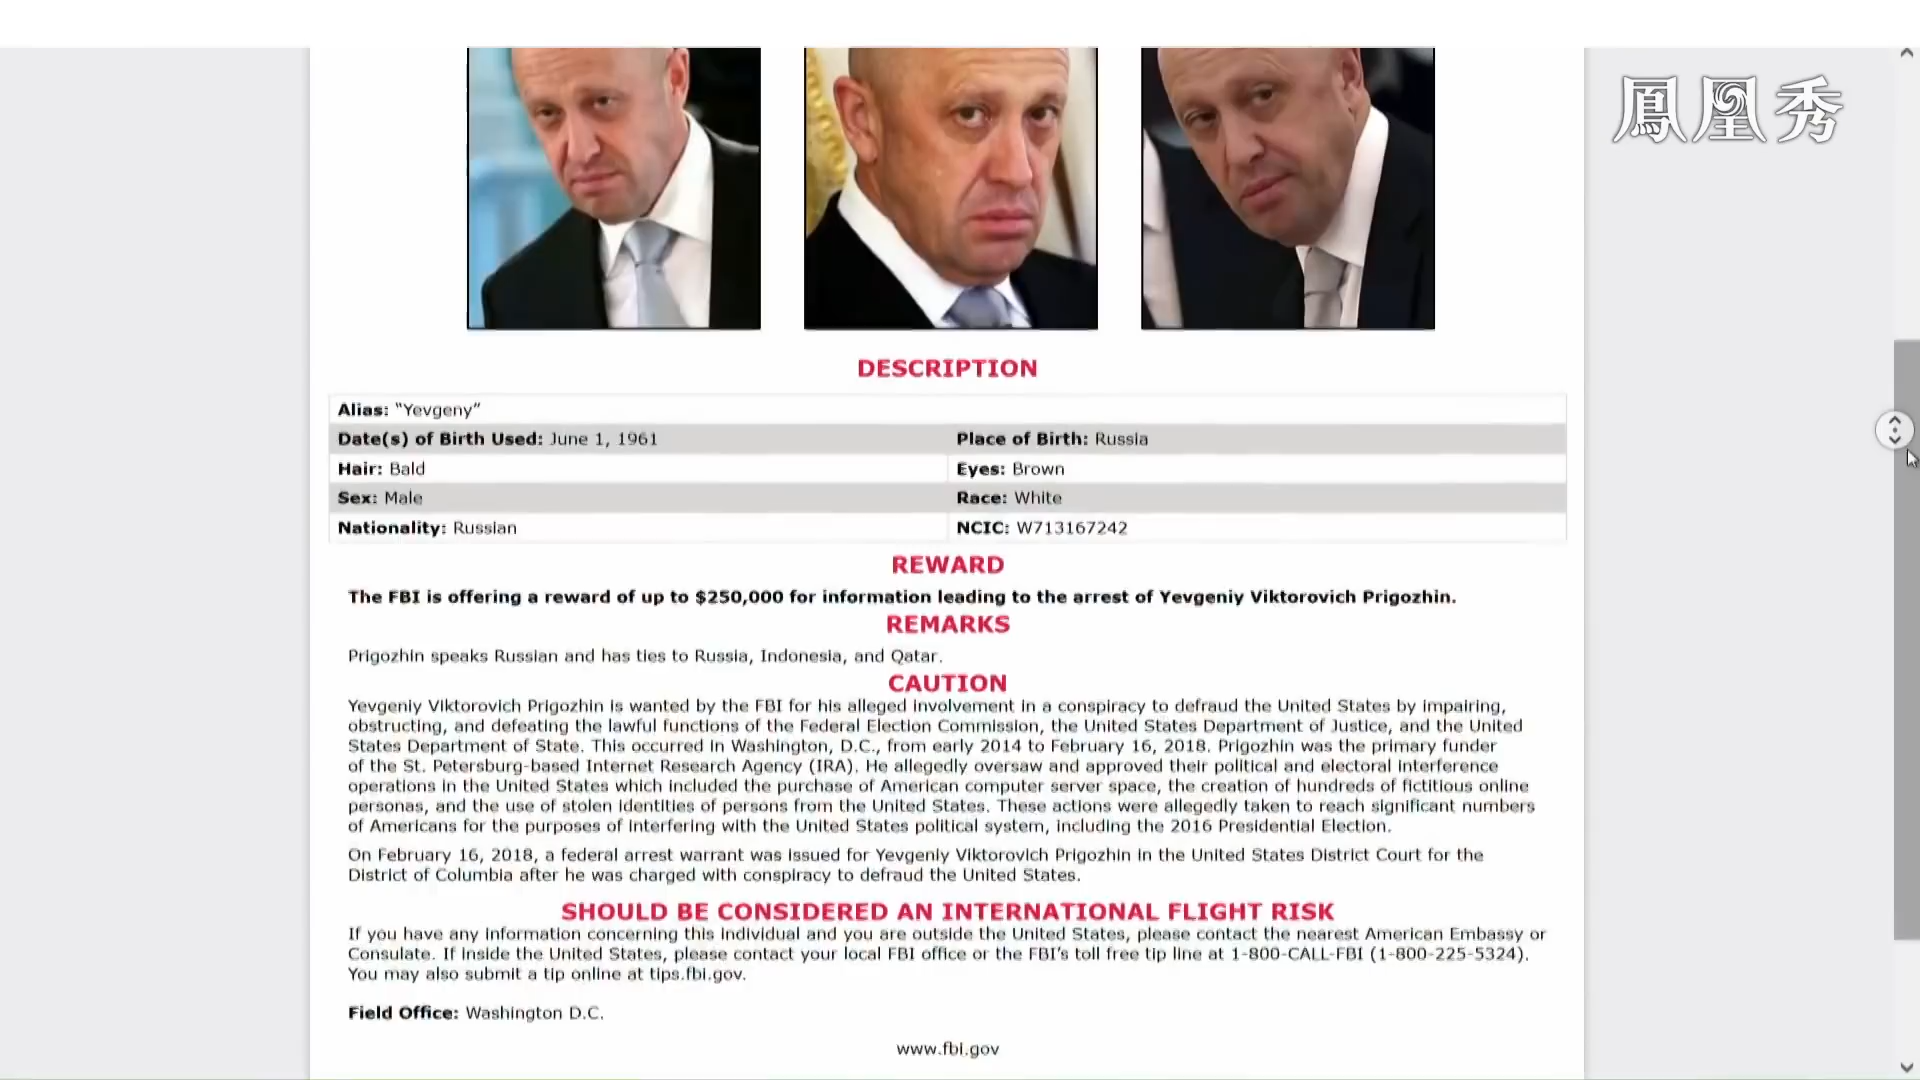 鳳凰秀
DESCRIPTION
Alias: "Yevgeny"
Date(s) of Birth Used: June 1, 1961
Place of Birth: Russia
Hair: Bald
Eyes: Brown
Sex: Male
Race: White
Nationality: Russian
NCIC: W713167242
REWARD
The FBI is offering a reward of up to $250,000 for information leading to the arrest of Yevgeniy Viktorovich Prigozhin.
REMARKS
Prigozhin speaks Russian and has ties to Russia, Indonesia, and Qatar.
CAUTION
Yevgeniy Viktorovich Prigozhin is wanted by the FBI for his alleged involvement in a conspiracy to defraud the United States by impairing,
obstructing, and defeating the lawful functions of the Federal Election Commission, the United States Department of Justice, and the United
States Department of State. This occurred in Washington, D.C., from early 2014 to February 16, 2018. Prigozhin was the primary funder
of the St. Petersburg-based Internet Research Agency (IRA). He allegedly oversaw and approved their political and electoral interference
operations in the United States which included the purchase of American computer server space, the creation of hundreds of fictitious online
personas, and the use of stolen identities of persons from the United States. These actions were allegedly taken to reach significant numbers
of Americans for the purposes of interfering with the United States political system, including the 2016 Presidential Election.
On February 16, 2018, a federal arrest warrant was issued for Yevgeniy Viktorovich Prigozhin in the United States District Court for the
District of Columbia after he was charged with conspiracy to defraud the United States.
SHOULD BE CONSIDERED AN INTERNATIONAL FLIGHT RISK
If you have any information concerning this individual and you are outside the United States, please contact the nearest American Embassy or
Consulate. If inside the United States, please contact your local FBI office or the FBI's toll free tip line at 1-800-CALL-FBI (1-800-225-5324).
You may also submit a tip online at tips.fbi.gov.
Field Office: Washington D.C.
www.fbi.gov